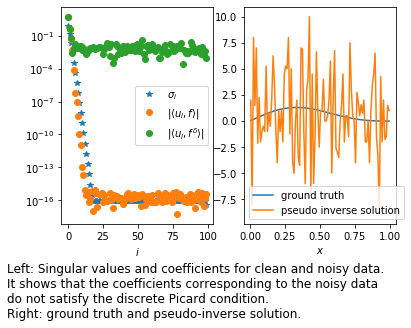 10⁻¹
10⁻⁴
10⁻⁷
10⁻¹⁰
10⁻¹³
10⁻¹⁶
σᵢ
|⟨uᵢ, f⟩|
|⟨uᵢ, f^δ⟩|
0 25 50 75 100
i
10.0
7.5
5.0
2.5
0.0
−2.5
−5.0
−7.5
ground truth
pseudo inverse solution
0.00 0.25 0.50 0.75 1.00
x
Left: Singular values and coefficients for clean and noisy data.
It shows that the coefficients corresponding to the noisy data
do not satisfy the discrete Picard condition.
Right: ground truth and pseudo-inverse solution.